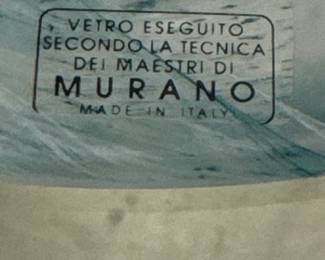 VETRO ESEGUITO
SECONDO LA TECNICA
DEI MAESTRI DI
MURANO
MADE IN ITALY